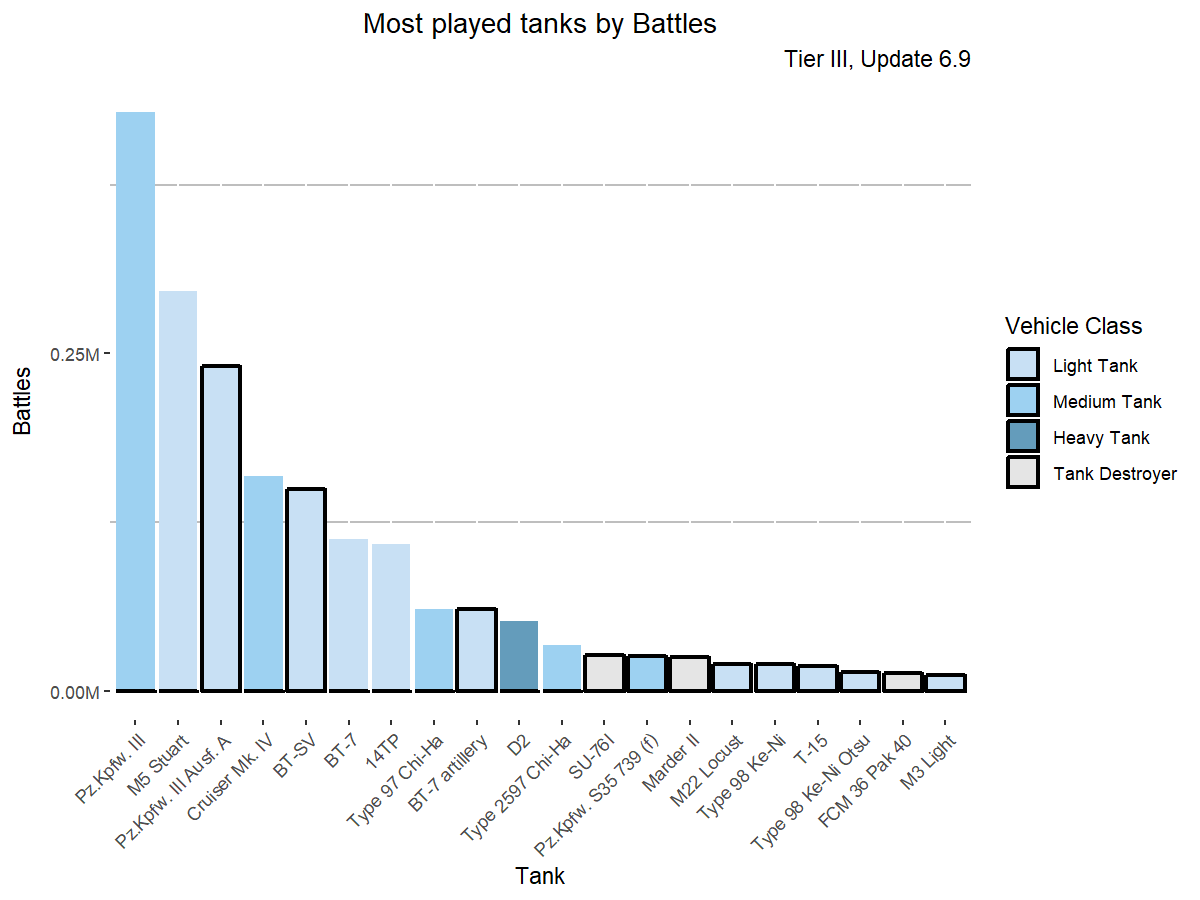 Most played tanks by Battles
Tier III, Update 6.9
Battles
0.25M
0.00M
Pz.Kpfw. III
M5 Stuart
Pz.Kpfw. III Ausf. A
Cruiser Mk. IV
BT-SV
BT-7
14TP
Type 97 Chi-Ha
BT-7 artillery
D2
Type 2597 Chi-Ha
SU-76I
Pz.Kpfw. S35 739 (f)
Marder II
M22 Locust
Type 98 Ke-Ni
T-15
Type 98 Ke-Ni Otsu
FCM 36 Pak 40
M3 Light
Tank
Vehicle Class
Light Tank
Medium Tank
Heavy Tank
Tank Destroyer